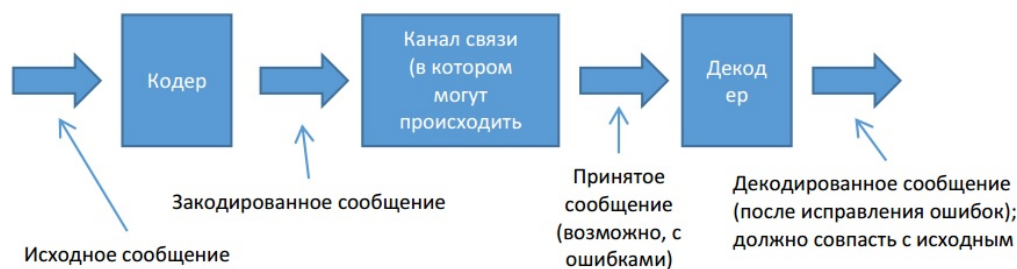 Кодер
Канал связи
(в котором
могут
происходить
Декод
ер
Закодированное сообщение
Исходное сообщение
Принятое
сообщение
(возможно, с
ошибками)
Декодированное сообщение
(после исправления ошибок);
должно совпасть с исходным